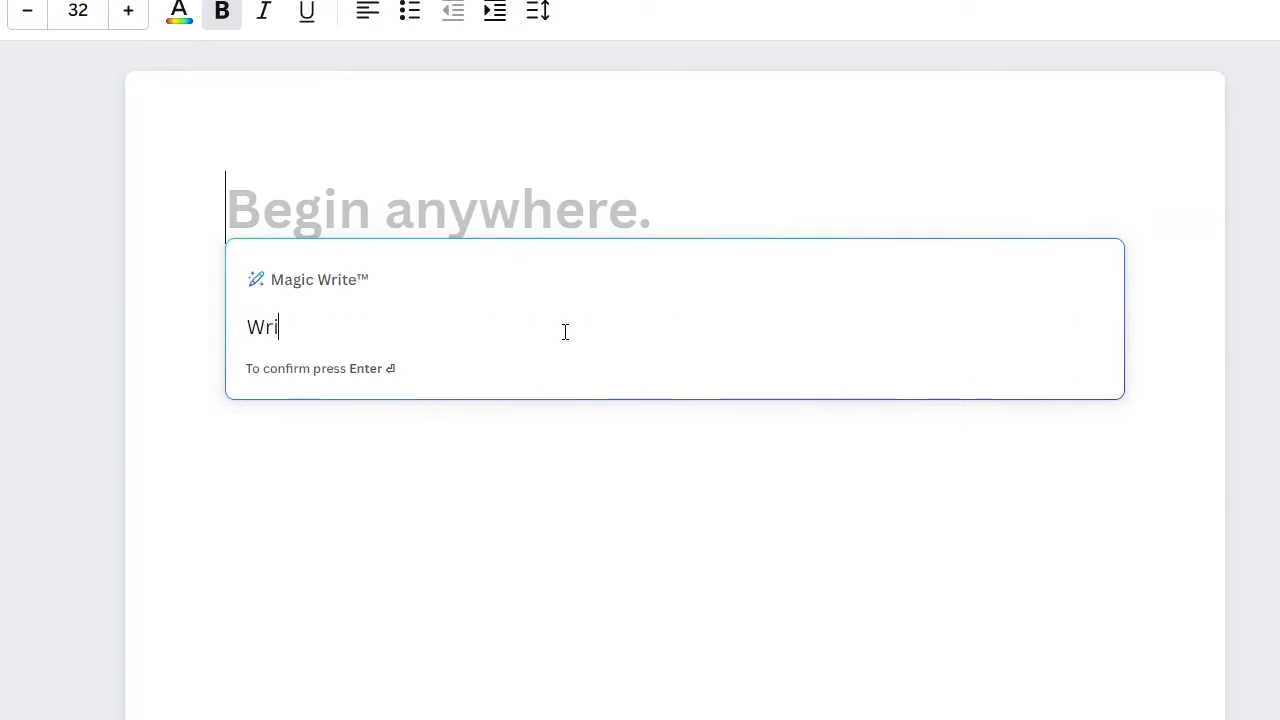 − 32 + A B I U
Begin anywhere.
Magic Write™
Wri
To confirm press Enter ⏎